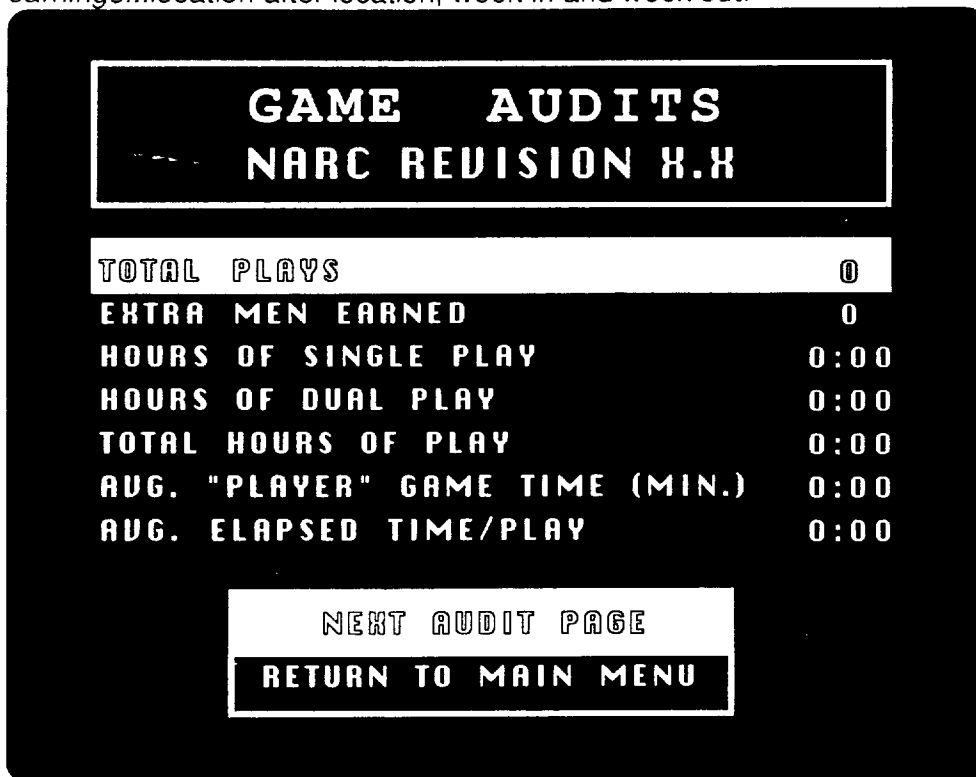 GAME AUDITS
NARC REVISION X.X
TOTAL PLAYS 0
EXTRA MEN EARNED 0
HOURS OF SINGLE PLAY 0:00
HOURS OF DUAL PLAY 0:00
TOTAL HOURS OF PLAY 0:00
AVG. "PLAYER" GAME TIME (MIN.) 0:00
AVG. ELAPSED TIME/PLAY 0:00
NEXT AUDIT PAGE
RETURN TO MAIN MENU